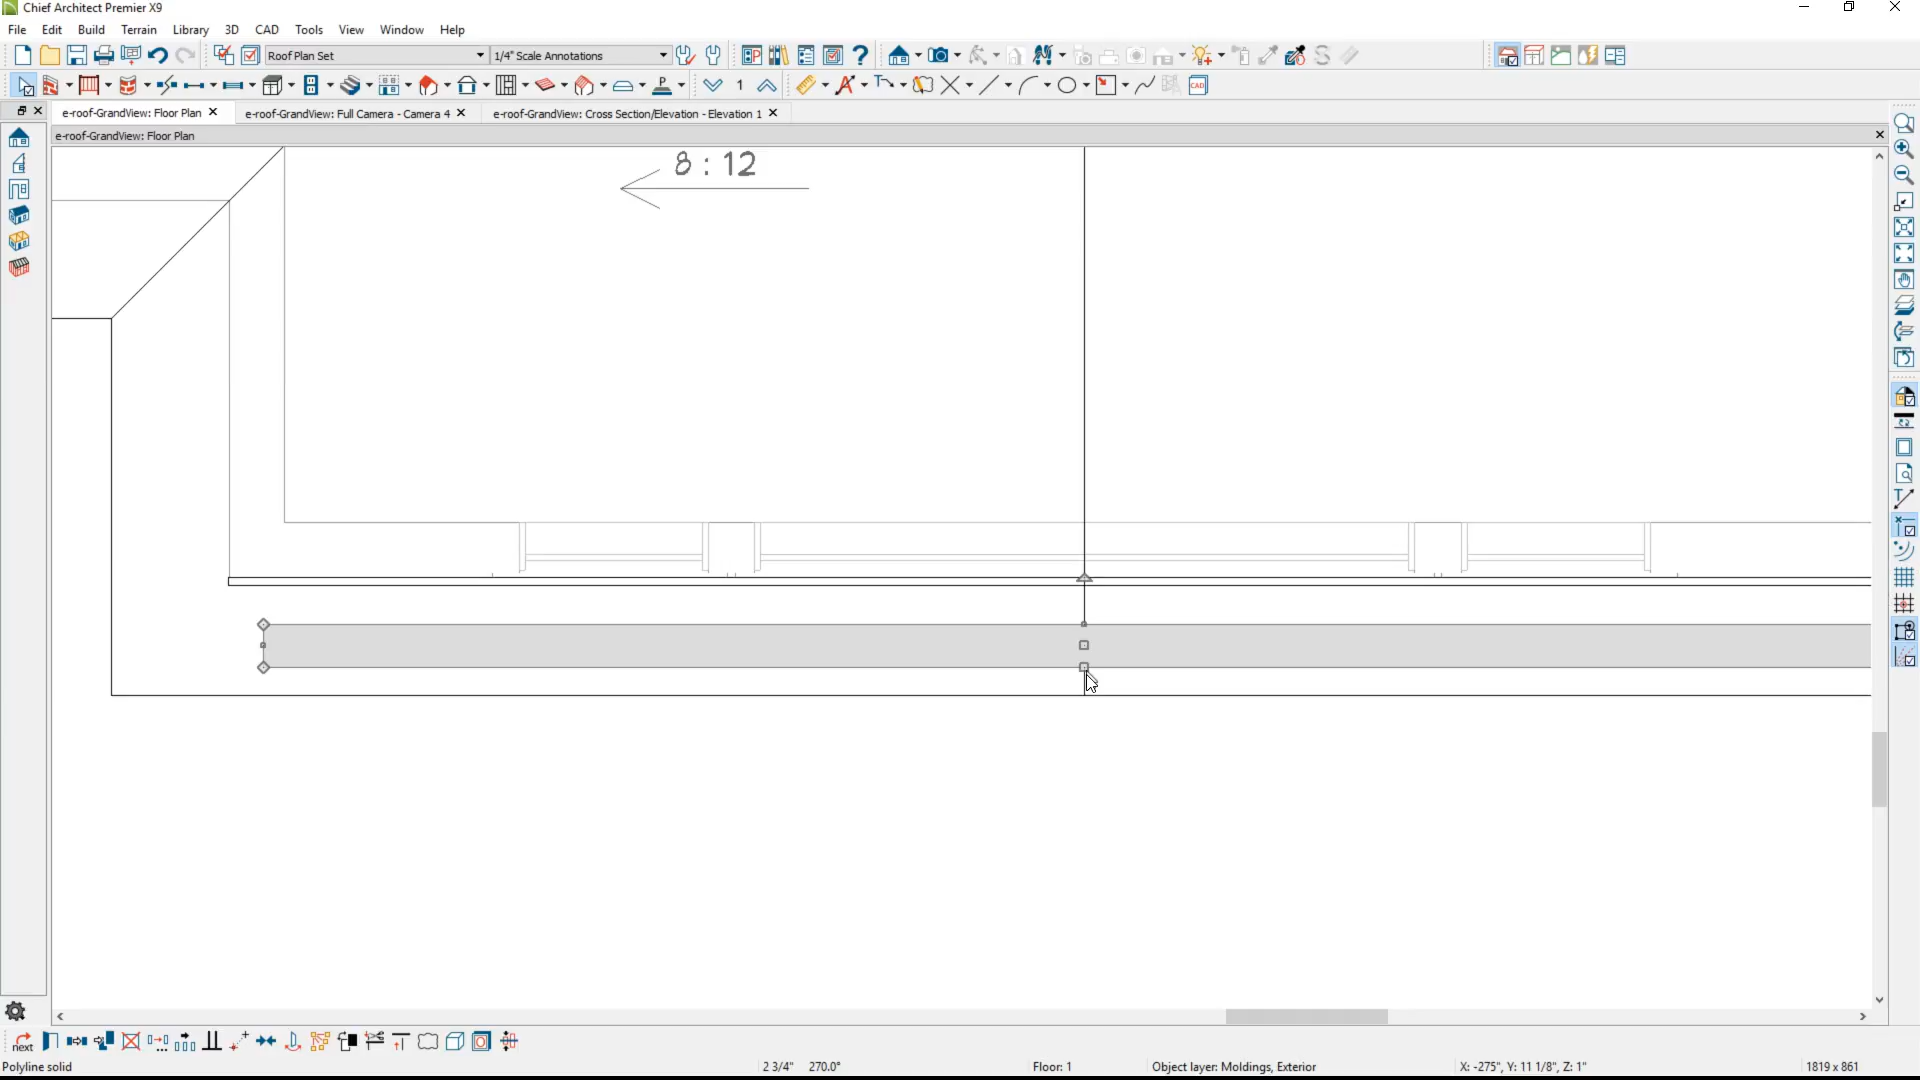 Chief Architect Premier X9
File Edit Build Terrain Library 3D CAD Tools View Window Help
Roof Plan Set 1/4" Scale Annotations
1 CAD
e-roof-GrandView: Floor Plan e-roof-GrandView: Full Camera - Camera 4 e-roof-GrandView: Cross Section/Elevation - Elevation 1
e-roof-GrandView: Floor Plan
8 : 12
next
Polyline solid 2 3/4" 270.0° Floor: 1 Object layer: Moldings, Exterior X: -275", Y: 11 1/8", Z: 1" 1819 x 861